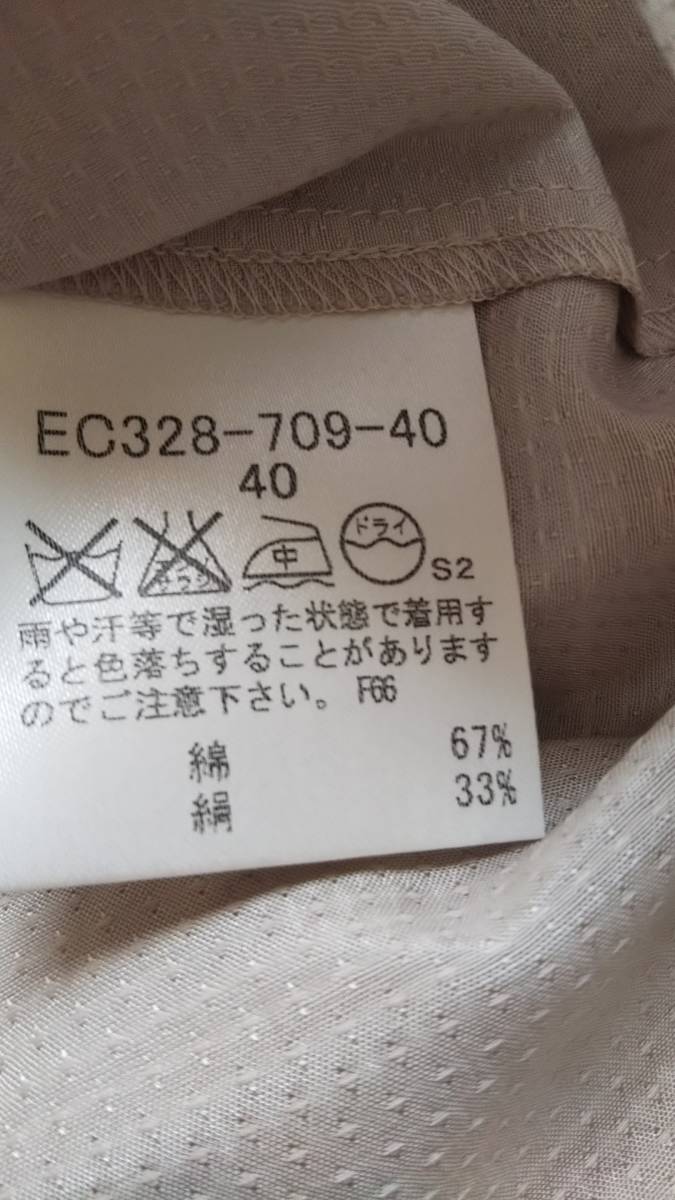 EC328-709-40
40
中 ドライ S2
雨や汗等で湿った状態で着用す
ると色落ちすることがあります
のでご注意下さい。 F66
綿 67%
絹 33%